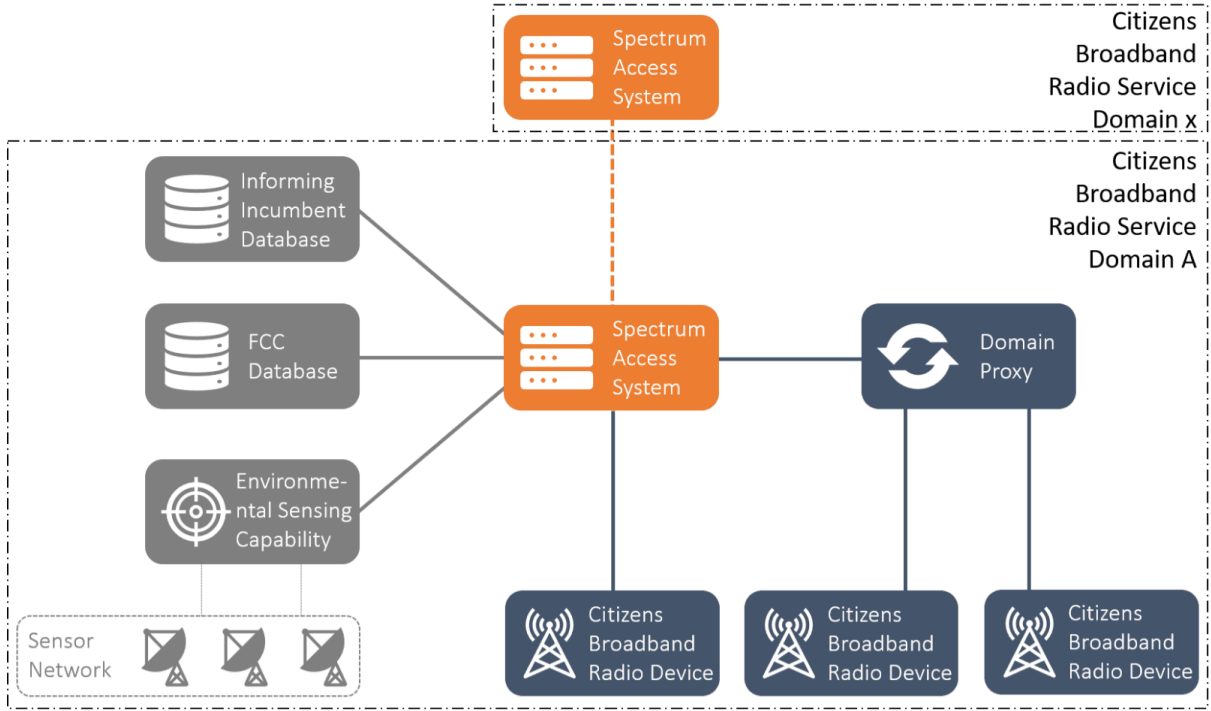 Spectrum
Access
System
Citizens
Broadband
Radio Service
Domain x
Citizens
Broadband
Radio Service
Domain A
Informing
Incumbent
Database
FCC
Database
Environme-
ntal Sensing
Capability
Spectrum
Access
System
Domain
Proxy
Sensor
Network
Citizens
Broadband
Radio Device
Citizens
Broadband
Radio Device
Citizens
Broadband
Radio Device